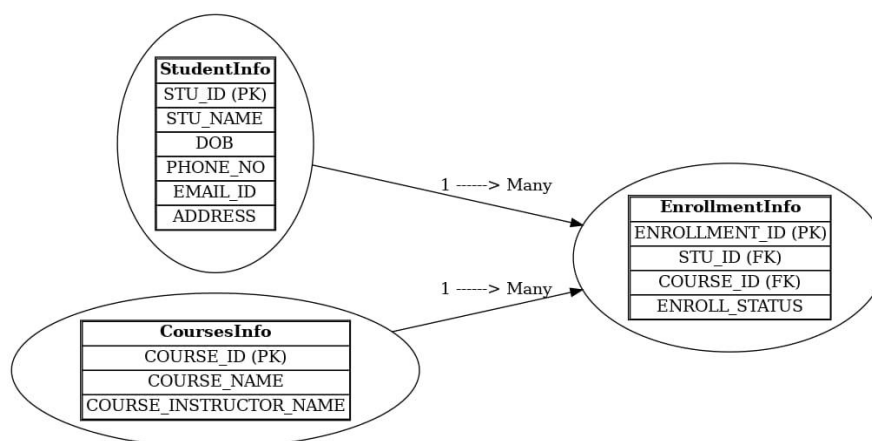 StudentInfo
STU_ID (PK)
STU_NAME
DOB
PHONE_NO
EMAIL_ID
ADDRESS
1 ------> Many
CoursesInfo
COURSE_ID (PK)
COURSE_NAME
COURSE_INSTRUCTOR_NAME
1 ------> Many
EnrollmentInfo
ENROLLMENT_ID (PK)
STU_ID (FK)
COURSE_ID (FK)
ENROLL_STATUS